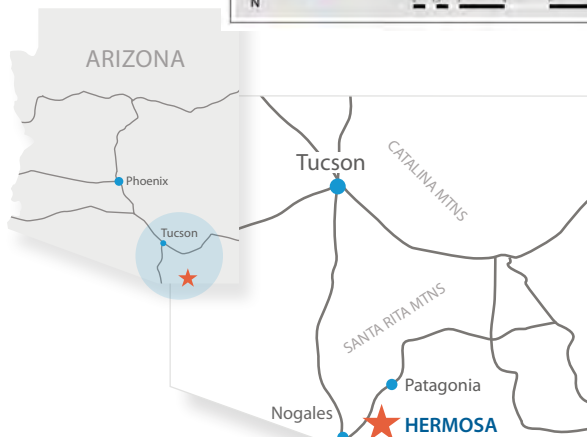 N
ARIZONA
Phoenix
Tucson
Tucson
CATALINA MTNS
SANTA RITA MTNS
Patagonia
Nogales
HERMOSA